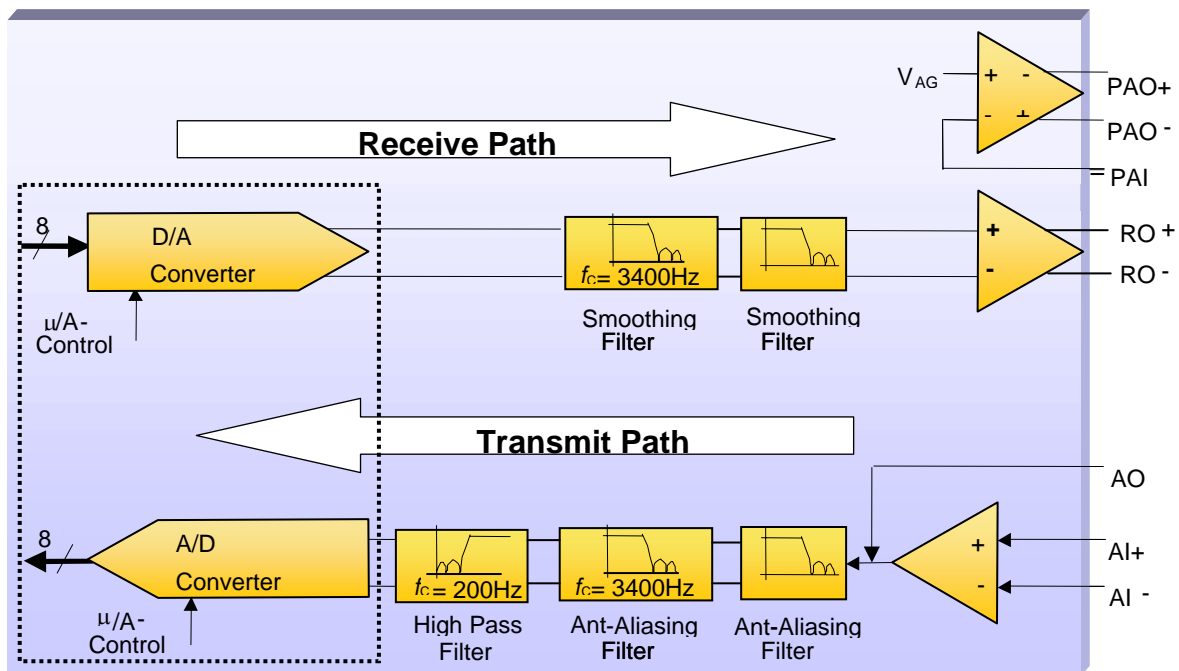 V AG
+ -
- +
PAO+
PAO -
PAI
Receive Path
8
D/A
Converter
μ/A-
Control
fc= 3400Hz
Smoothing
Filter
Smoothing
Filter
+
-
RO +
RO -
Transmit Path
AO
8
A/D
Converter
μ/A-
Control
fc = 200Hz
High Pass
Filter
fc = 3400Hz
Ant-Aliasing
Filter
Ant-Aliasing
Filter
+
-
AI+
AI -